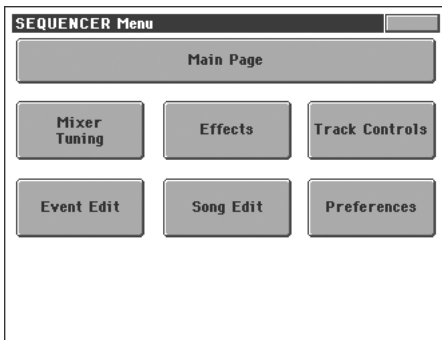 SEQUENCER Menu
Main Page
Mixer
Tuning
Effects
Track Controls
Event Edit
Song Edit
Preferences